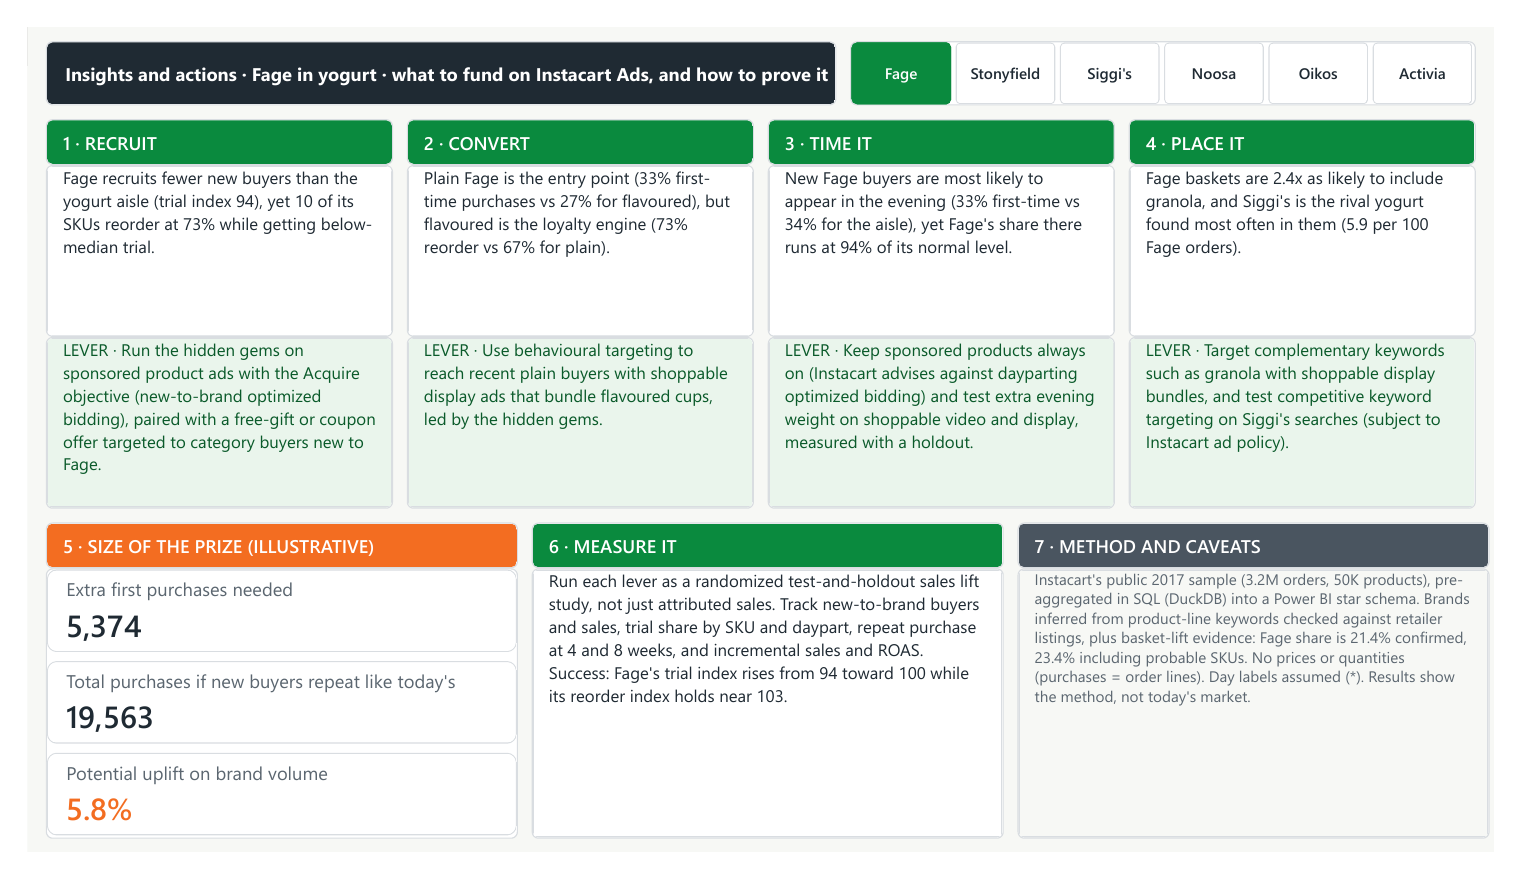 Insights and actions · Fage in yogurt · what to fund on Instacart Ads, and how to prove it
Fage
Stonyfield
Siggi's
Noosa
Oikos
Activia
1 · RECRUIT
Fage recruits fewer new buyers than the
yogurt aisle (trial index 94), yet 10 of its
SKUs reorder at 73% while getting below-
median trial.
LEVER · Run the hidden gems on
sponsored product ads with the Acquire
objective (new-to-brand optimized
bidding), paired with a free-gift or coupon
offer targeted to category buyers new to
Fage.
2 · CONVERT
Plain Fage is the entry point (33% first-
time purchases vs 27% for flavoured), but
flavoured is the loyalty engine (73%
reorder vs 67% for plain).
LEVER · Use behavioural targeting to
reach recent plain buyers with shoppable
display ads that bundle flavoured cups,
led by the hidden gems.
3 · TIME IT
New Fage buyers are most likely to
appear in the evening (33% first-time vs
34% for the aisle), yet Fage's share there
runs at 94% of its normal level.
LEVER · Keep sponsored products always
on (Instacart advises against dayparting
optimized bidding) and test extra evening
weight on shoppable video and display,
measured with a holdout.
4 · PLACE IT
Fage baskets are 2.4x as likely to include
granola, and Siggi's is the rival yogurt
found most often in them (5.9 per 100
Fage orders).
LEVER · Target complementary keywords
such as granola with shoppable display
bundles, and test competitive keyword
targeting on Siggi's searches (subject to
Instacart ad policy).
5 · SIZE OF THE PRIZE (ILLUSTRATIVE)
Extra first purchases needed
5,374
Total purchases if new buyers repeat like today's
19,563
Potential uplift on brand volume
5.8%
6 · MEASURE IT
Run each lever as a randomized test-and-holdout sales lift
study, not just attributed sales. Track new-to-brand buyers
and sales, trial share by SKU and daypart, repeat purchase
at 4 and 8 weeks, and incremental sales and ROAS.
Success: Fage's trial index rises from 94 toward 100 while
its reorder index holds near 103.
7 · METHOD AND CAVEATS
Instacart's public 2017 sample (3.2M orders, 50K products), pre-
aggregated in SQL (DuckDB) into a Power BI star schema. Brands
inferred from product-line keywords checked against retailer
listings, plus basket-lift evidence: Fage share is 21.4% confirmed,
23.4% including probable SKUs. No prices or quantities
(purchases = order lines). Day labels assumed (*). Results show
the method, not today's market.